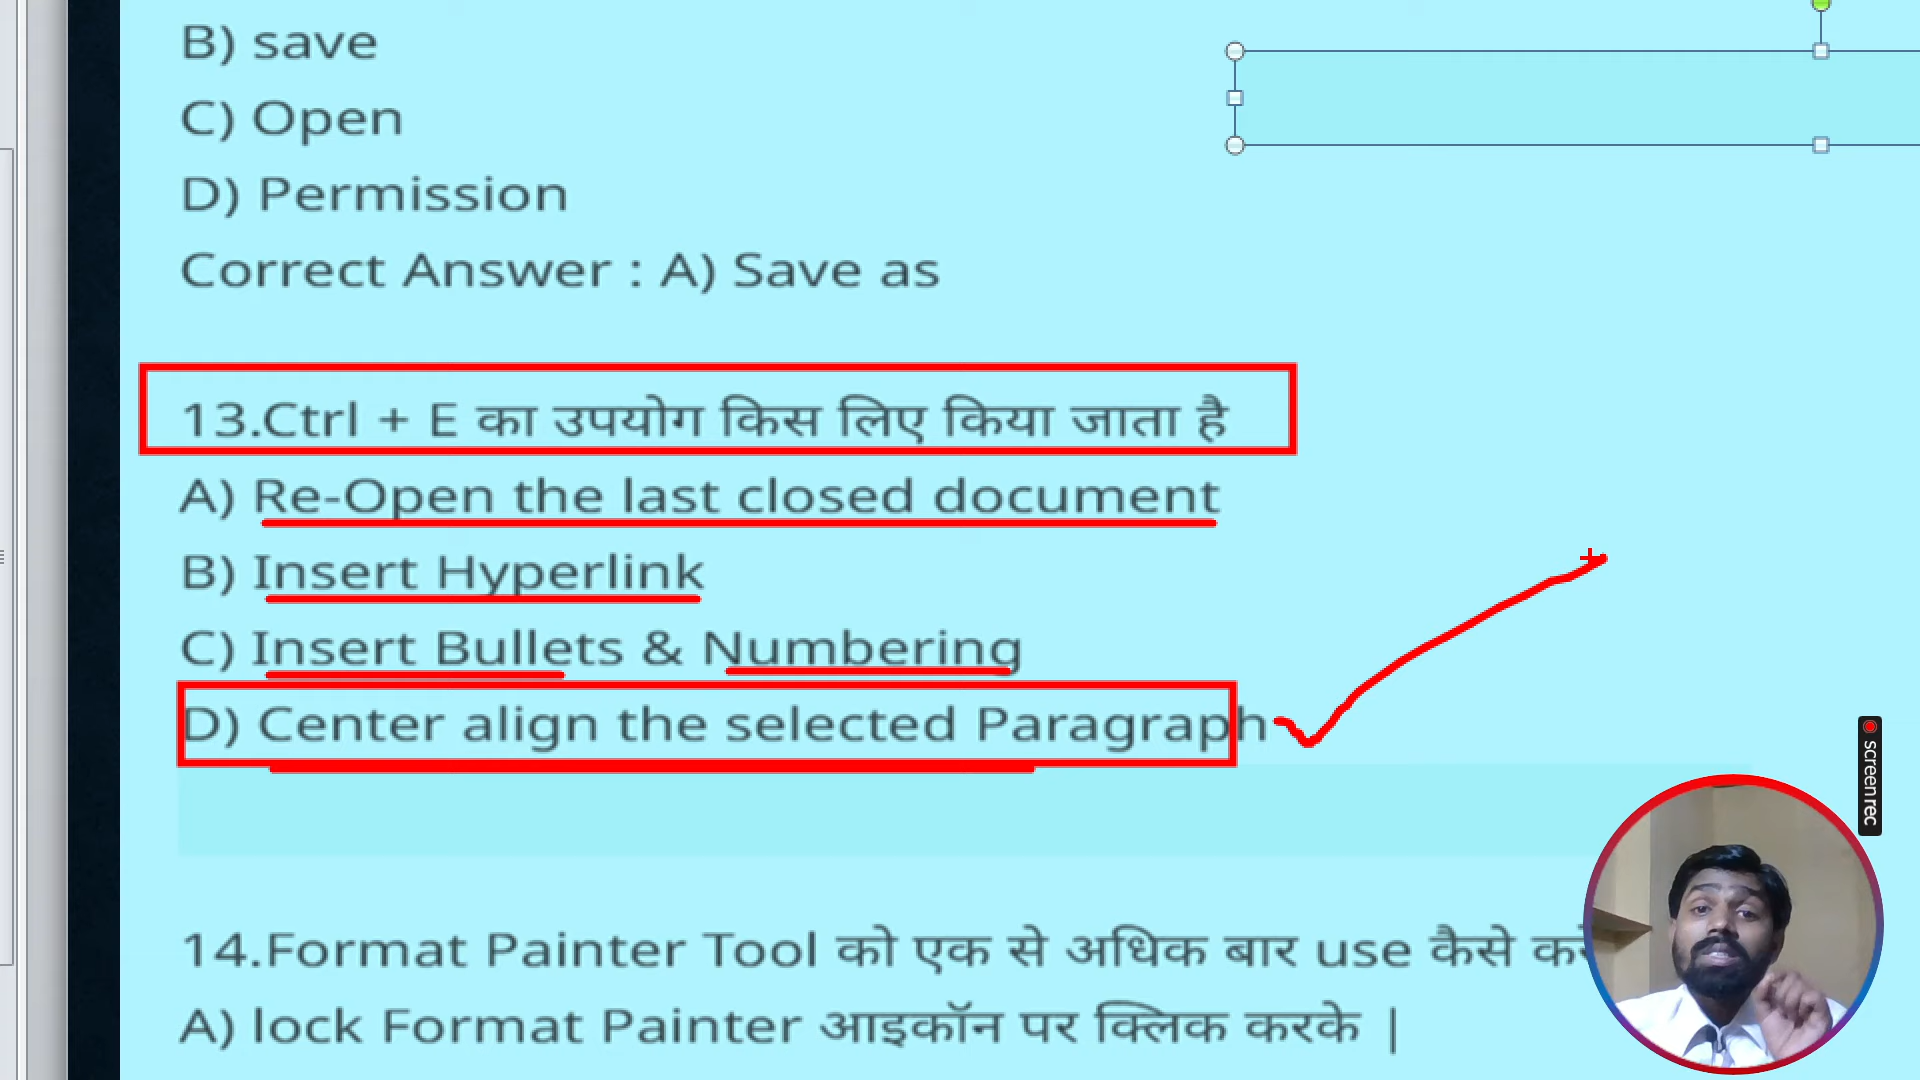 B) save
C) Open
D) Permission
Correct Answer : A) Save as
13.Ctrl + E का उपयोग किस लिए किया जाता है
A) Re-Open the last closed document
B) Insert Hyperlink
C) Insert Bullets & Numbering
D) Center align the selected Paragraph
screenrec
14.Format Painter Tool को एक से अधिक बार use कैसे
A) lock Format Painter आइकॉन पर क्लिक करके |